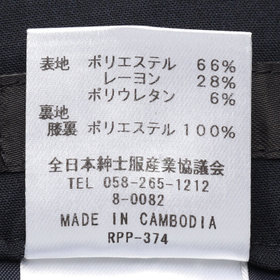 表地 ポリエステル 66%
レーヨン 28%
ポリウレタン 6%
裏地
膝裏 ポリエステル 100%
全日本紳士服産業協議会
TEL 058-265-1212
8-0082
MADE IN CAMBODIA
RPP-374